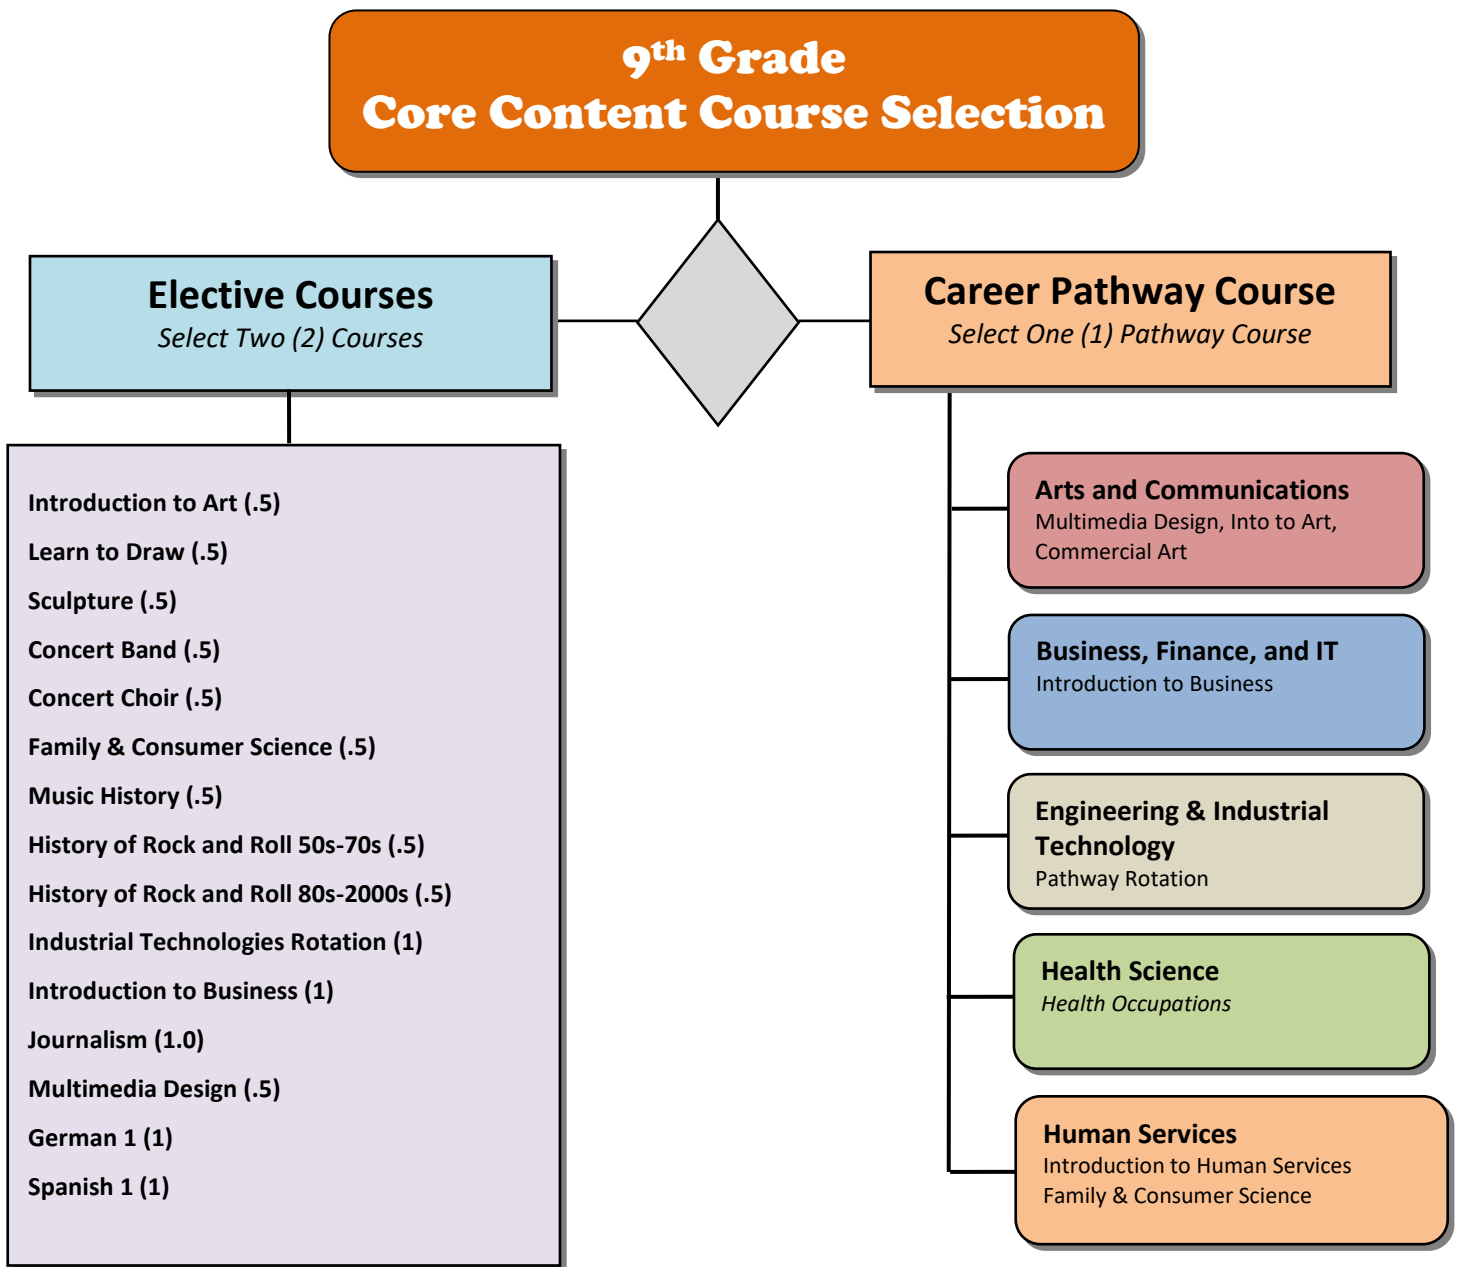 9th Grade
Core Content Course Selection
Elective Courses
Select Two (2) Courses
Introduction to Art (.5)
Learn to Draw (.5)
Sculpture (.5)
Concert Band (.5)
Concert Choir (.5)
Family & Consumer Science (.5)
Music History (.5)
History of Rock and Roll 50s-70s (.5)
History of Rock and Roll 80s-2000s (.5)
Industrial Technologies Rotation (1)
Introduction to Business (1)
Journalism (1.0)
Multimedia Design (.5)
German 1 (1)
Spanish 1 (1)
Career Pathway Course
Select One (1) Pathway Course
Arts and Communications
Multimedia Design, Into to Art,
Commercial Art
Business, Finance, and IT
Introduction to Business
Engineering & Industrial
Technology
Pathway Rotation
Health Science
Health Occupations
Human Services
Introduction to Human Services
Family & Consumer Science